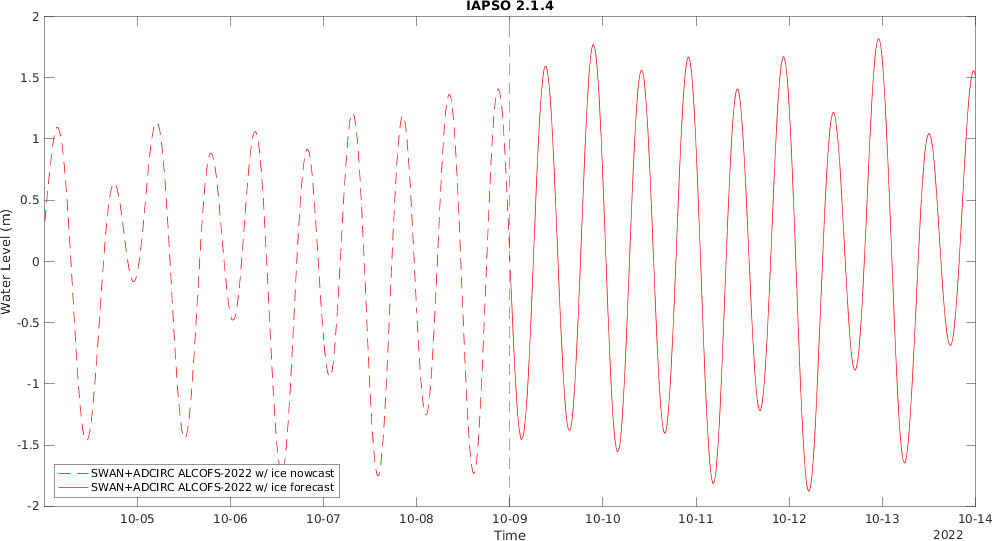 IAPSO 2.1.4
2
1.5
1
0.5
0
-0.5
-1
-1.5
-2
Water Level (m)
SWAN+ADCIRC ALCOFS-2022 w/ ice nowcast
SWAN+ADCIRC ALCOFS-2022 w/ ice forecast
10-05 10-06 10-07 10-08 10-09 10-10 10-11 10-12 10-13 10-14
Time
2022